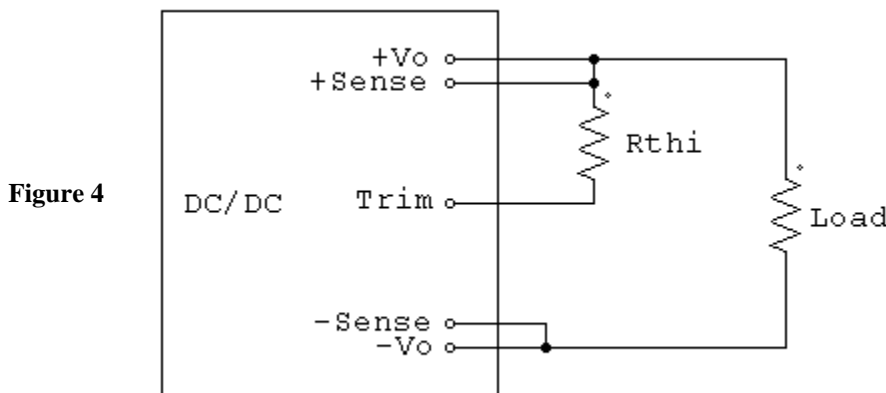 +Vo
+Sense
Rthi
Figure 4
DC/DC
Trim
Load
-Sense
-Vo